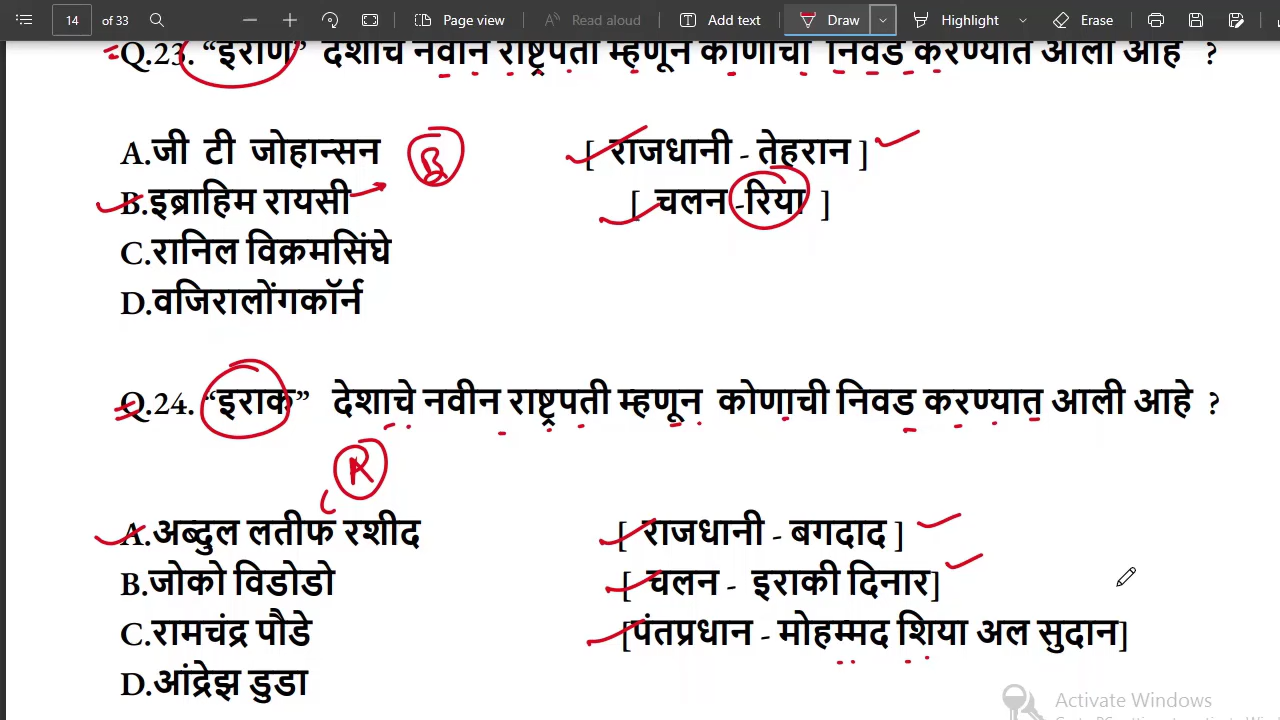 14 of 33 Page view Read aloud Add text Draw Highlight Erase
Q.23. “इराण” देशाचे नवीन राष्ट्रपती म्हणून कोणाची निवड करण्यात आली आहे ?
A.जी टी जोहान्सन [ राजधानी - तेहरान ]
B
B.इब्राहिम रायसी [ चलन -रिया ]
C.रानिल विक्रमसिंघे
D.वजिरालोंगकॉर्न
Q.24. “इराक” देशाचे नवीन राष्ट्रपती म्हणून कोणाची निवड करण्यात आली आहे ?
A.अब्दुल लतीफ रशीद [ राजधानी - बगदाद ]
B.जोको विडोडो [ चलन - इराकी दिनार]
C.रामचंद्र पौडे [पंतप्रधान - मोहम्मद शिया अल सुदान]
D.आंद्रेझ डुडा
Activate Windows